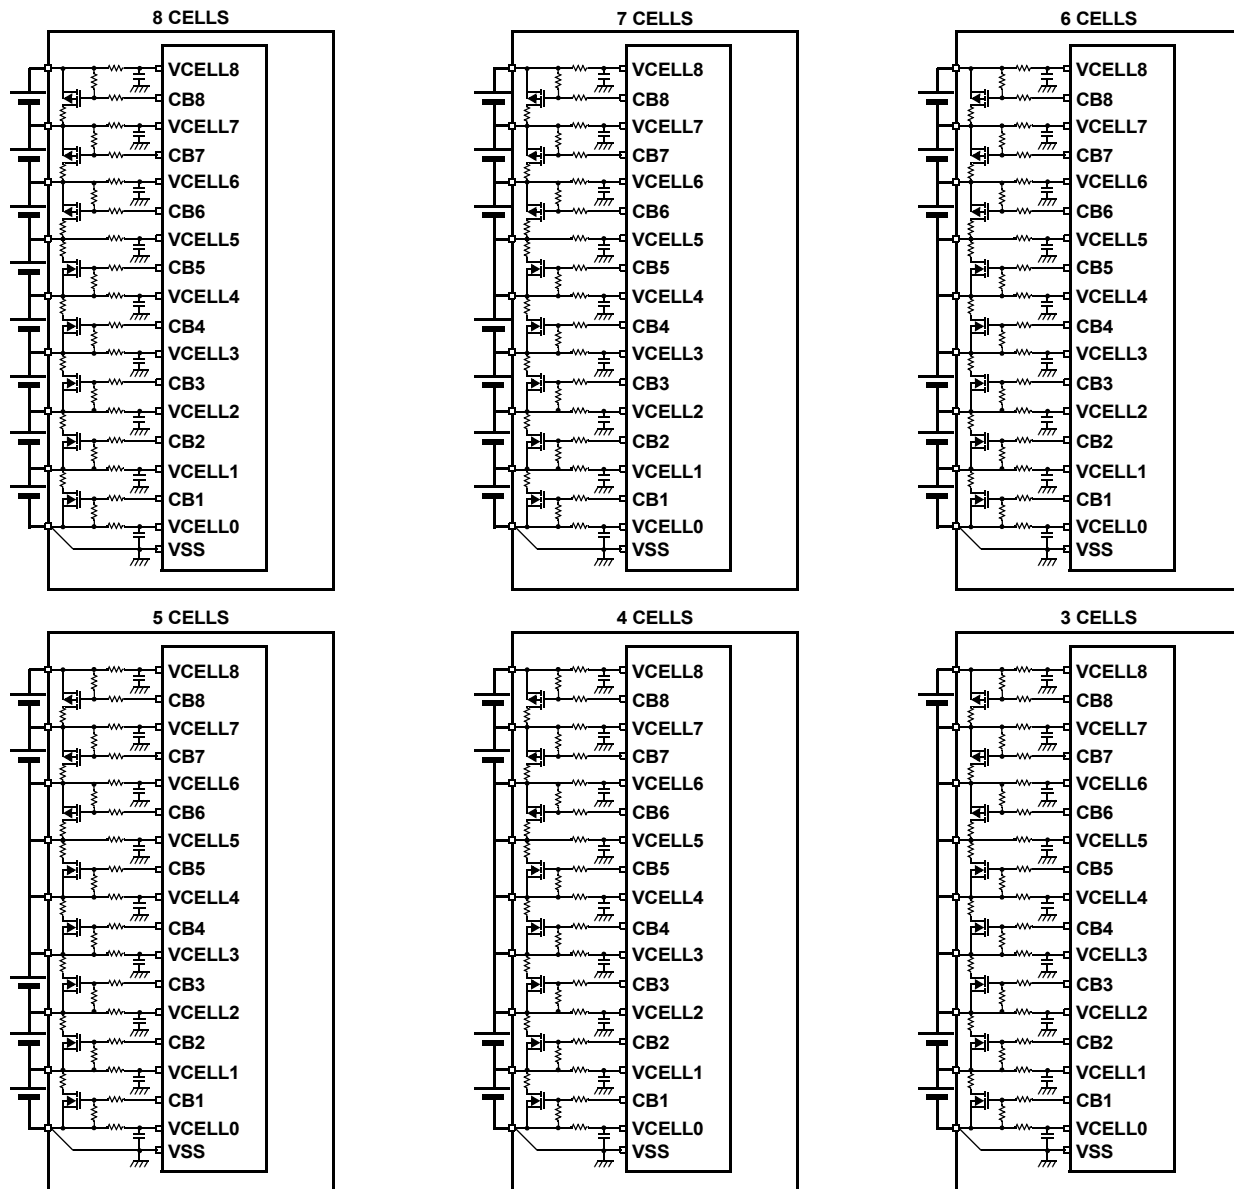 8 CELLS
VCELL8
CB8
VCELL7
CB7
VCELL6
CB6
VCELL5
CB5
VCELL4
CB4
VCELL3
CB3
VCELL2
CB2
VCELL1
CB1
VCELL0
VSS
7 CELLS
VCELL8
CB8
VCELL7
CB7
VCELL6
CB6
VCELL5
CB5
VCELL4
CB4
VCELL3
CB3
VCELL2
CB2
VCELL1
CB1
VCELL0
VSS
6 CELLS
VCELL8
CB8
VCELL7
CB7
VCELL6
CB6
VCELL5
CB5
VCELL4
CB4
VCELL3
CB3
VCELL2
CB2
VCELL1
CB1
VCELL0
VSS
5 CELLS
VCELL8
CB8
VCELL7
CB7
VCELL6
CB6
VCELL5
CB5
VCELL4
CB4
VCELL3
CB3
VCELL2
CB2
VCELL1
CB1
VCELL0
VSS
4 CELLS
VCELL8
CB8
VCELL7
CB7
VCELL6
CB6
VCELL5
CB5
VCELL4
CB4
VCELL3
CB3
VCELL2
CB2
VCELL1
CB1
VCELL0
VSS
3 CELLS
VCELL8
CB8
VCELL7
CB7
VCELL6
CB6
VCELL5
CB5
VCELL4
CB4
VCELL3
CB3
VCELL2
CB2
VCELL1
CB1
VCELL0
VSS